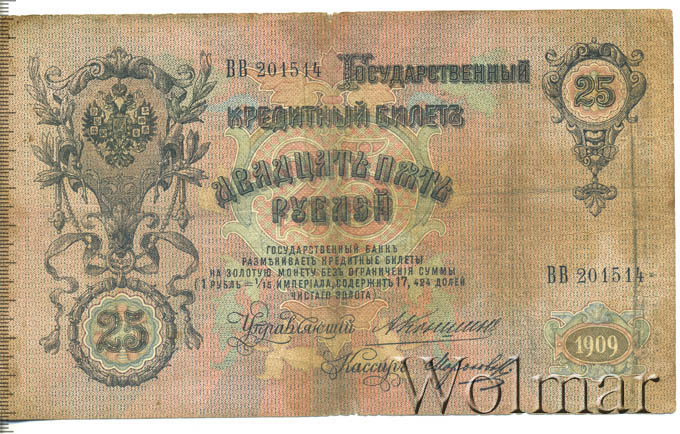 ВВ 201514
Государственный
25
Кредитный Билетъ
Двадцать пять
рублей
Государственный банкъ
размѣниваетъ кредитные билеты
на золотую монету безъ ограниченія суммы
(1 рубль = 1/15 имперіала, содержитъ 17,424 долей
чистаго золота)
ВВ 201514
25
Управляющій
Кассиръ
1909
Wolmar